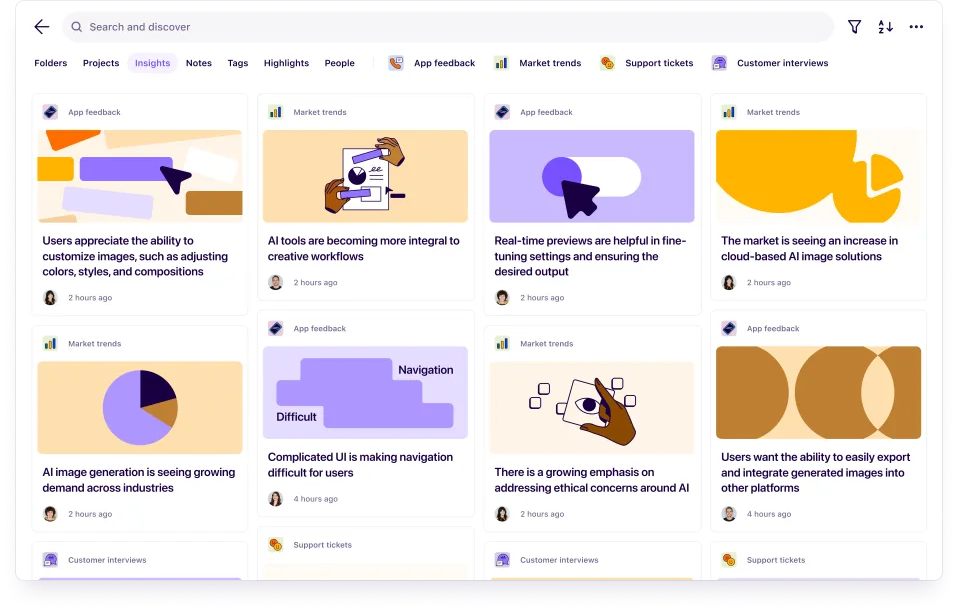 Search and discover
A
Z
Folders
Projects
Insights
Notes
Tags
Highlights
People
App feedback
Market trends
Support tickets
Customer interviews
App feedback
Users appreciate the ability to
customize images, such as adjusting
colors, styles, and compositions
2 hours ago
Market trends
AI tools are becoming more integral to
creative workflows
2 hours ago
App feedback
Real-time previews are helpful in fine-
tuning settings and ensuring the
desired output
2 hours ago
Market trends
The market is seeing an increase in
cloud-based AI image solutions
2 hours ago
Market trends
AI image generation is seeing growing
demand across industries
2 hours ago
App feedback
Navigation
Difficult
Complicated UI is making navigation
difficult for users
4 hours ago
Market trends
There is a growing emphasis on
addressing ethical concerns around AI
2 hours ago
App feedback
Users want the ability to easily export
and integrate generated images into
other platforms
4 hours ago
Customer interviews
Support tickets
Customer interviews
Support tickets